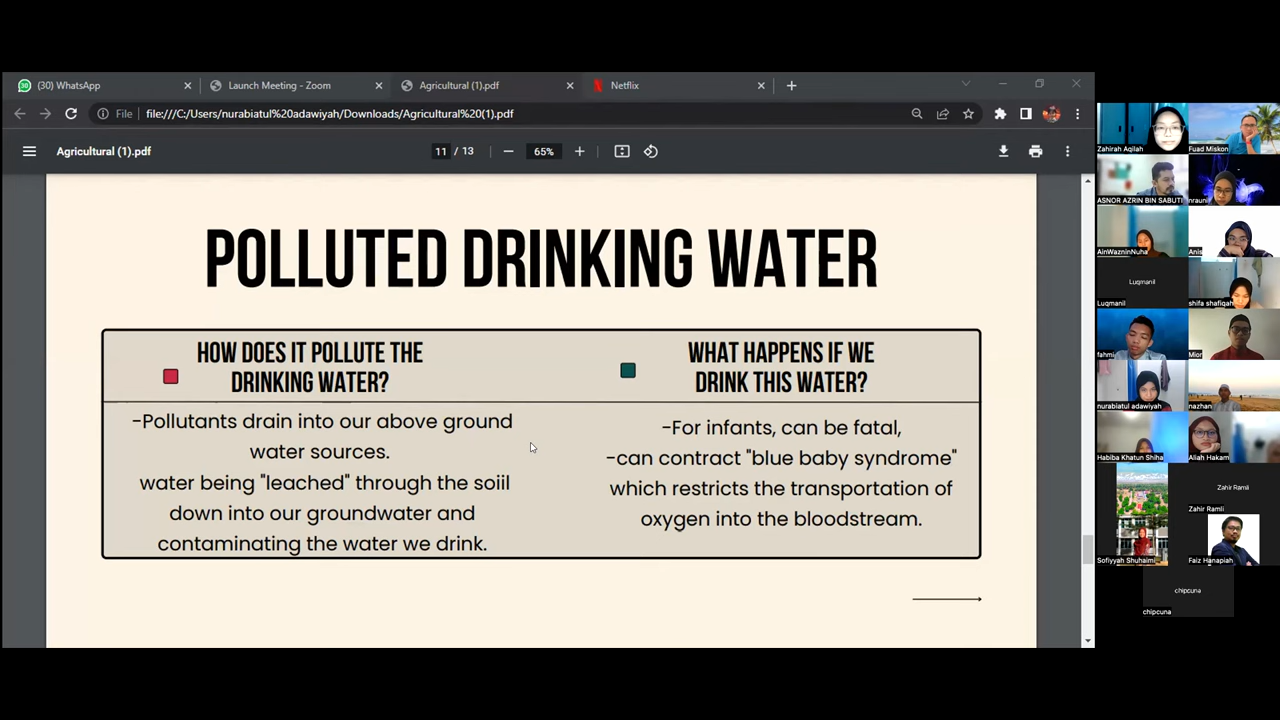 (30) WhatsApp
Launch Meeting - Zoom
Agricultural (1).pdf
Netflix
File
file:///C:/Users/nurabiatul%20adawiyah/Downloads/Agricultural%20(1).pdf
Agricultural (1).pdf
11 / 13
65%
POLLUTED DRINKING WATER
HOW DOES IT POLLUTE THE
DRINKING WATER?
-Pollutants drain into our above ground
water sources.
water being "leached" through the soiil
down into our groundwater and
contaminating the water we drink.
WHAT HAPPENS IF WE
DRINK THIS WATER?
-For infants, can be fatal,
-can contract "blue baby syndrome"
which restricts the transportation of
oxygen into the bloodstream.
Zahirah Aqilah
Fuad Miskon
ASNOR AZRIN BIN SABUTI
nrauni
AinWazninNuha
Anis
Luqmanil
Luqmanil
shifa shafiqah
fahmi
Mior
nurabiatul adawiyah
nazhan
Habiba Khatun Shiha
Aliah Hakam
Sofiyyah Shuhaimi
Zahir Ramli
Zahir Ramli
Faiz Hanapiah
chipcuna
chipcuna